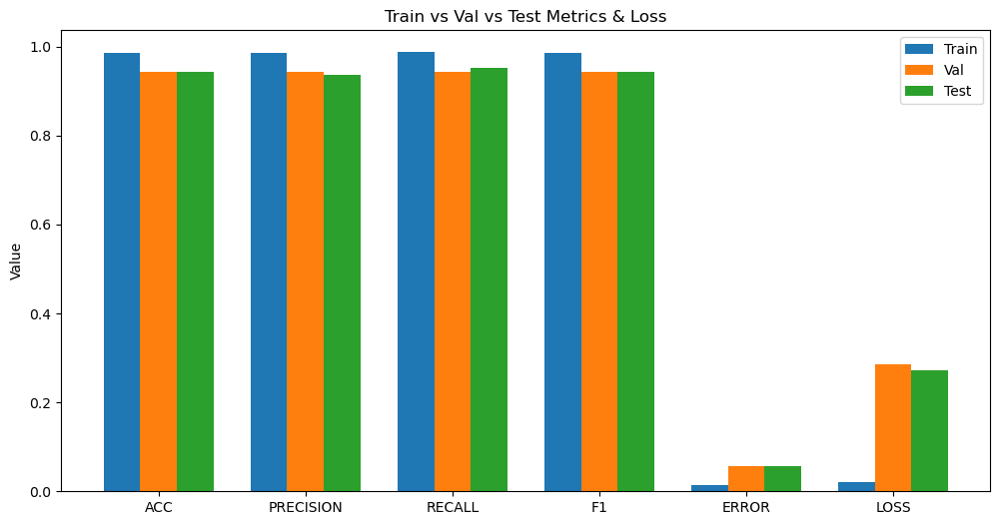 Train vs Val vs Test Metrics & Loss
Train
Val
Test
Value
1.0
0.8
0.6
0.4
0.2
0.0
ACC
PRECISION
RECALL
F1
ERROR
LOSS